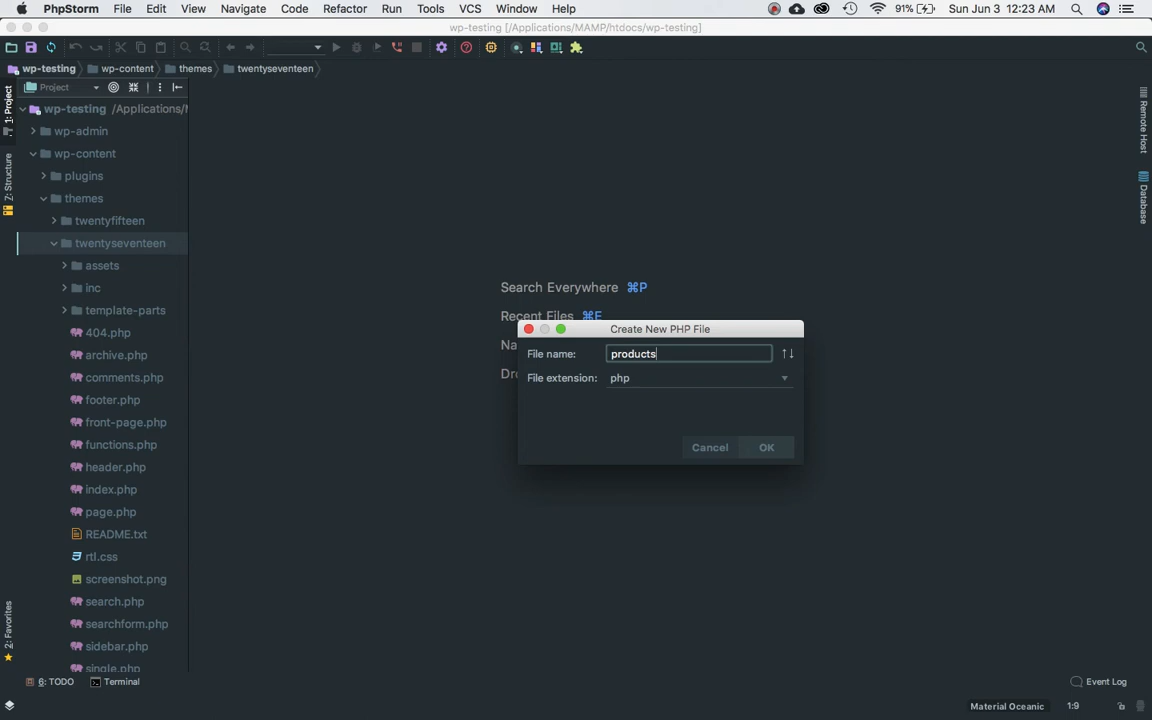 PhpStorm File Edit View Navigate Code Refactor Run Tools VCS Window Help 91% Sun Jun 3 12:23 AM
wp-testing [/Applications/MAMP/htdocs/wp-testing]
wp-testing wp-content themes twentyseventeen
1: Project
Z: Structure
2: Favorites
Project
wp-testing /Applications/M
wp-admin
wp-content
plugins
themes
twentyfifteen
twentyseventeen
assets
inc
template-parts
404.php
archive.php
comments.php
footer.php
front-page.php
functions.php
header.php
index.php
page.php
README.txt
rtl.css
screenshot.png
search.php
searchform.php
sidebar.php
single.php
Search Everywhere ⌘P
Recent Files ⌘E
Na
Dro
Create New PHP File
File name: products
File extension: php
Cancel OK
Remote Host
Database
6: TODO Terminal Event Log
Material Oceanic 1:9